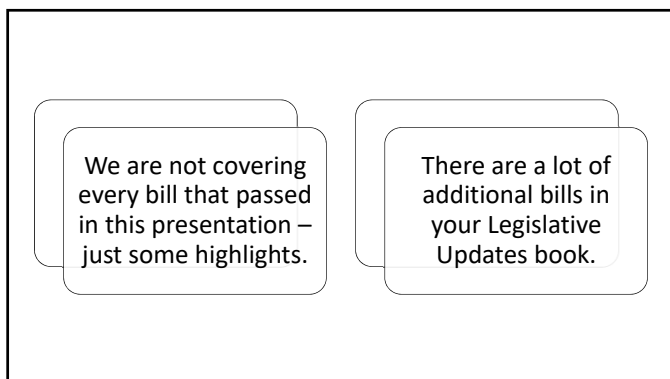 We are not covering
every bill that passed
in this presentation –
just some highlights.
There are a lot of
additional bills in
your Legislative
Updates book.